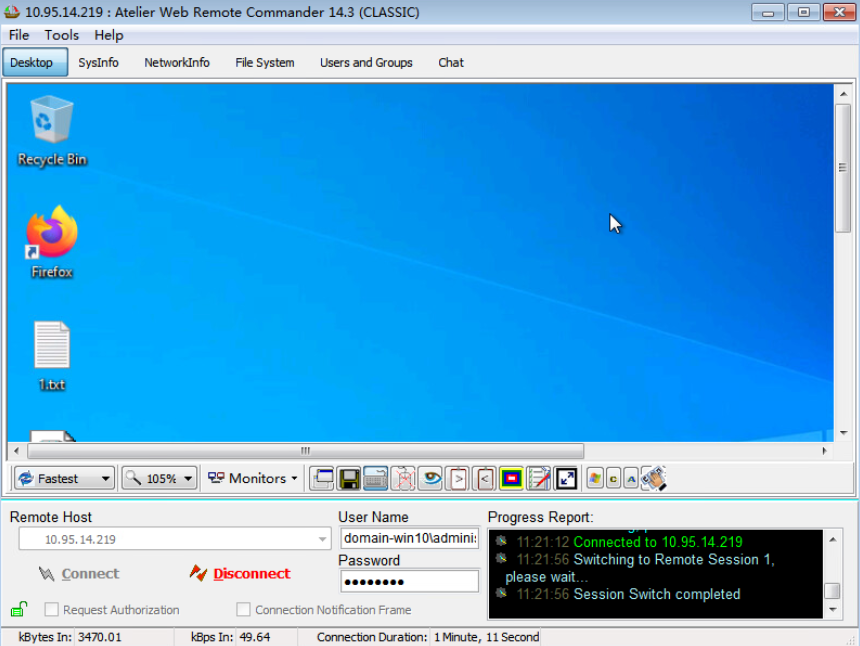 10.95.14.219 : Atelier Web Remote Commander 14.3 (CLASSIC)
File Tools Help
Desktop SysInfo NetworkInfo File System Users and Groups Chat
Recycle Bin
Firefox
1.txt
Fastest 105% Monitors > < C A
Remote Host
10.95.14.219
Connect Disconnect
Request Authorization Connection Notification Frame
User Name
domain-win10\adminis
Password
Progress Report:
11:21:12 Connected to 10.95.14.219
11:21:56 Switching to Remote Session 1,
please wait...
11:21:56 Session Switch completed
kBytes In: 3470.01 kBps In: 49.64 Connection Duration: 1 Minute, 11 Second